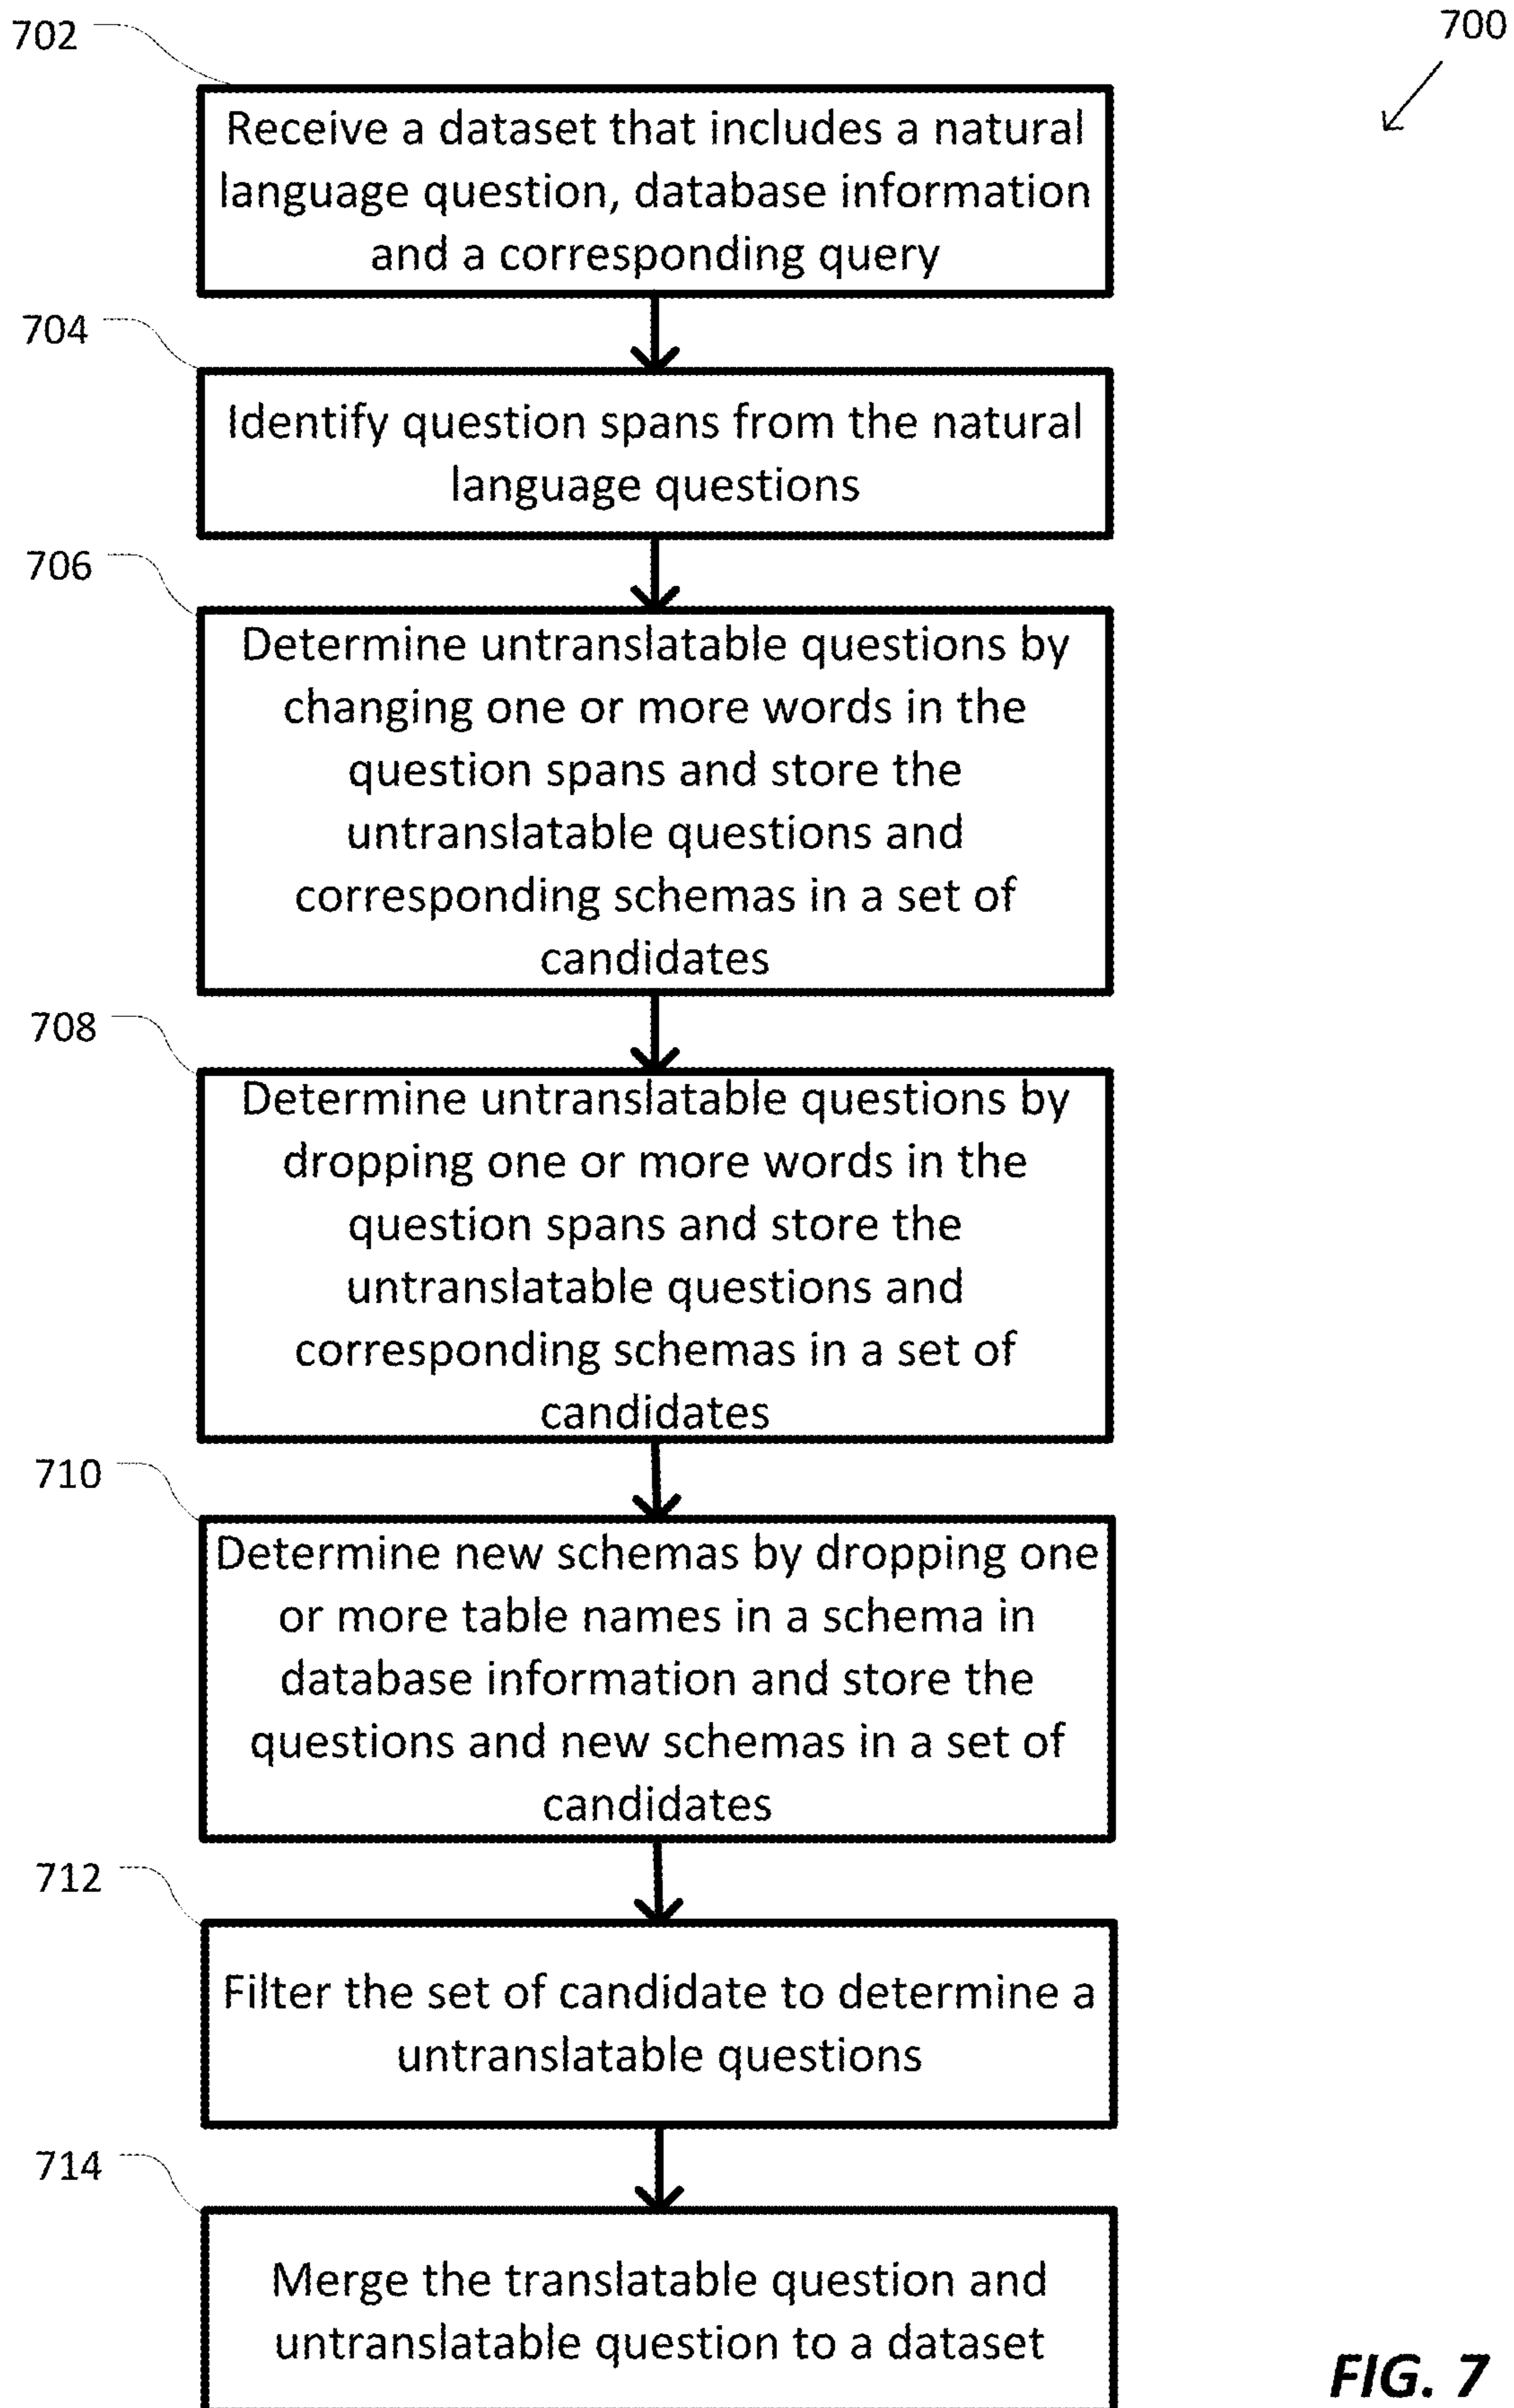 702
700
Receive a dataset that includes a natural
language question, database information
and a corresponding query
704
Identify question spans from the natural
language questions
706
Determine untranslatable questions by
changing one or more words in the
question spans and store the
untranslatable questions and
corresponding schemas in a set of
candidates
708
Determine untranslatable questions by
dropping one or more words in the
question spans and store the
untranslatable questions and
corresponding schemas in a set of
candidates
710
Determine new schemas by dropping one
or more table names in a schema in
database information and store the
questions and new schemas in a set of
candidates
712
Filter the set of candidate to determine a
untranslatable questions
714
Merge the translatable question and
untranslatable question to a dataset
FIG. 7